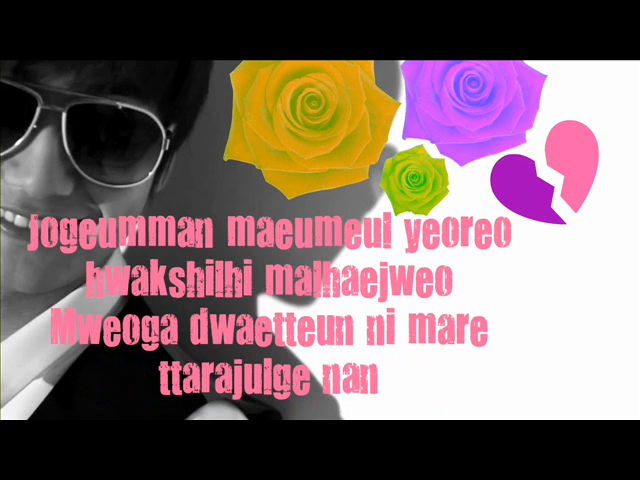 jogeumman maeumeul yeoreo
hwakshilhi malhaejweo
Mweoga dwaetteun ni mare
ttarajulge nan